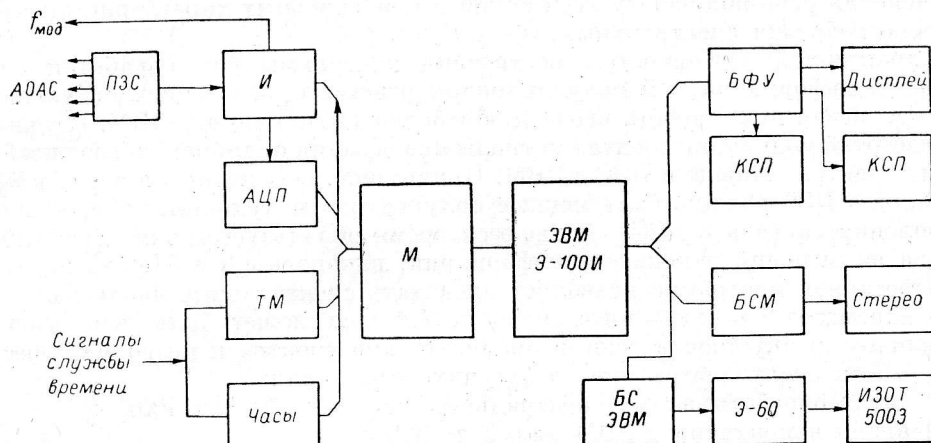 fмод
АОАС
ПЗС
И
АЦП
ТМ
Часы
Сигналы
службы
времени
М
ЭВМ
Э-100И
БФУ
Дисплей
КСП
КСП
БСМ
Стерео
БС
ЭВМ
Э-60
ИЗОТ
5003